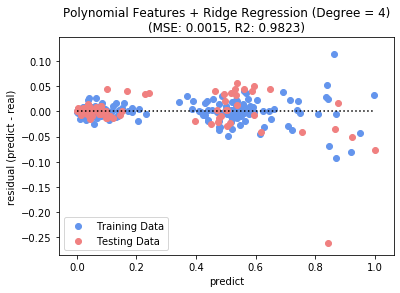 Polynomial Features + Ridge Regression (Degree = 4)
(MSE: 0.0015, R2: 0.9823)
residual (predict - real)
0.10
0.05
0.00
−0.05
−0.10
−0.15
−0.20
−0.25
Training Data
Testing Data
0.0 0.2 0.4 0.6 0.8 1.0
predict